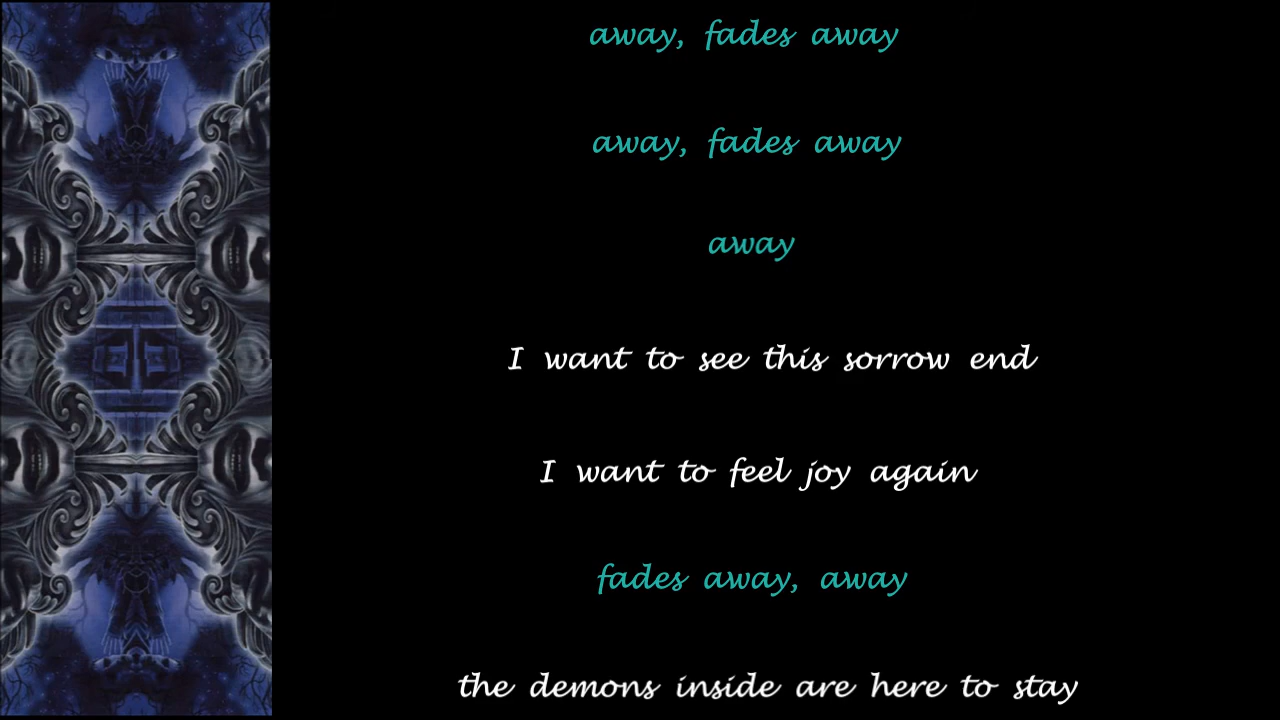 away, fades away
away, fades away
away
I want to see this sorrow end
I want to feel joy again
fades away, away
the demons inside are here to stay